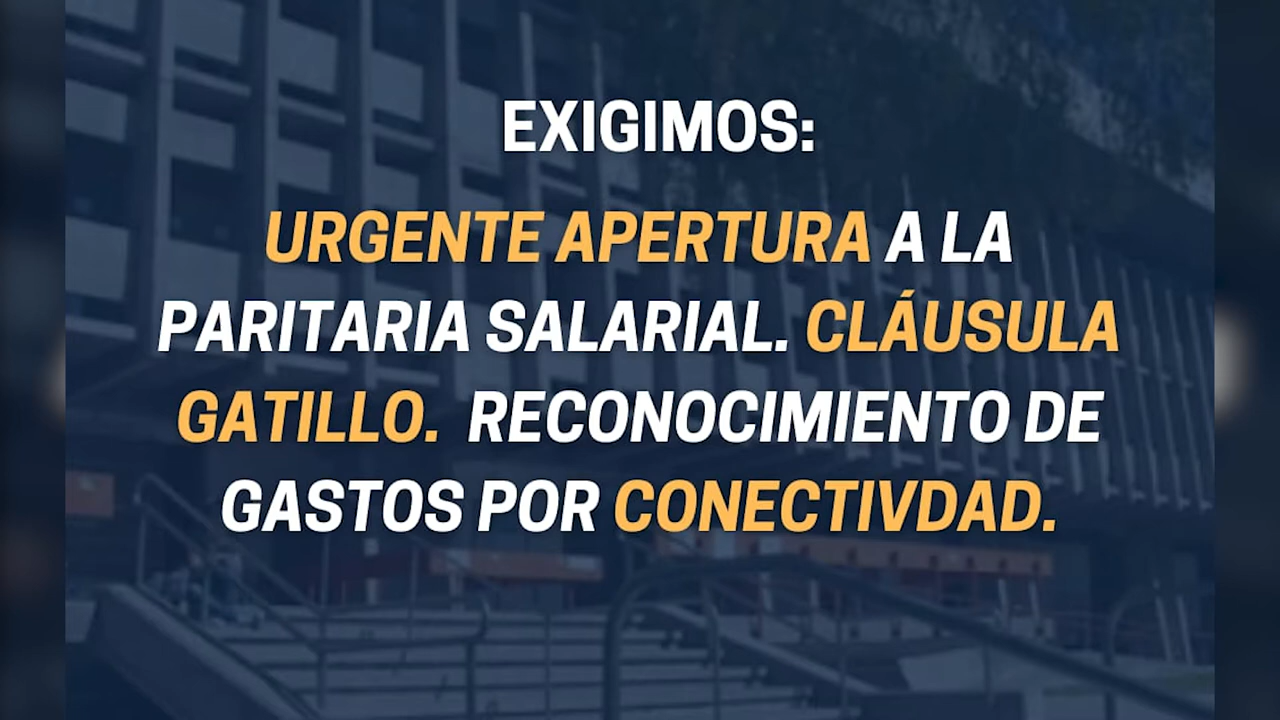 EXIGIMOS:
URGENTE APERTURA A LA
PARITARIA SALARIAL. CLÁUSULA
GATILLO. RECONOCIMIENTO DE
GASTOS POR CONECTIVDAD.